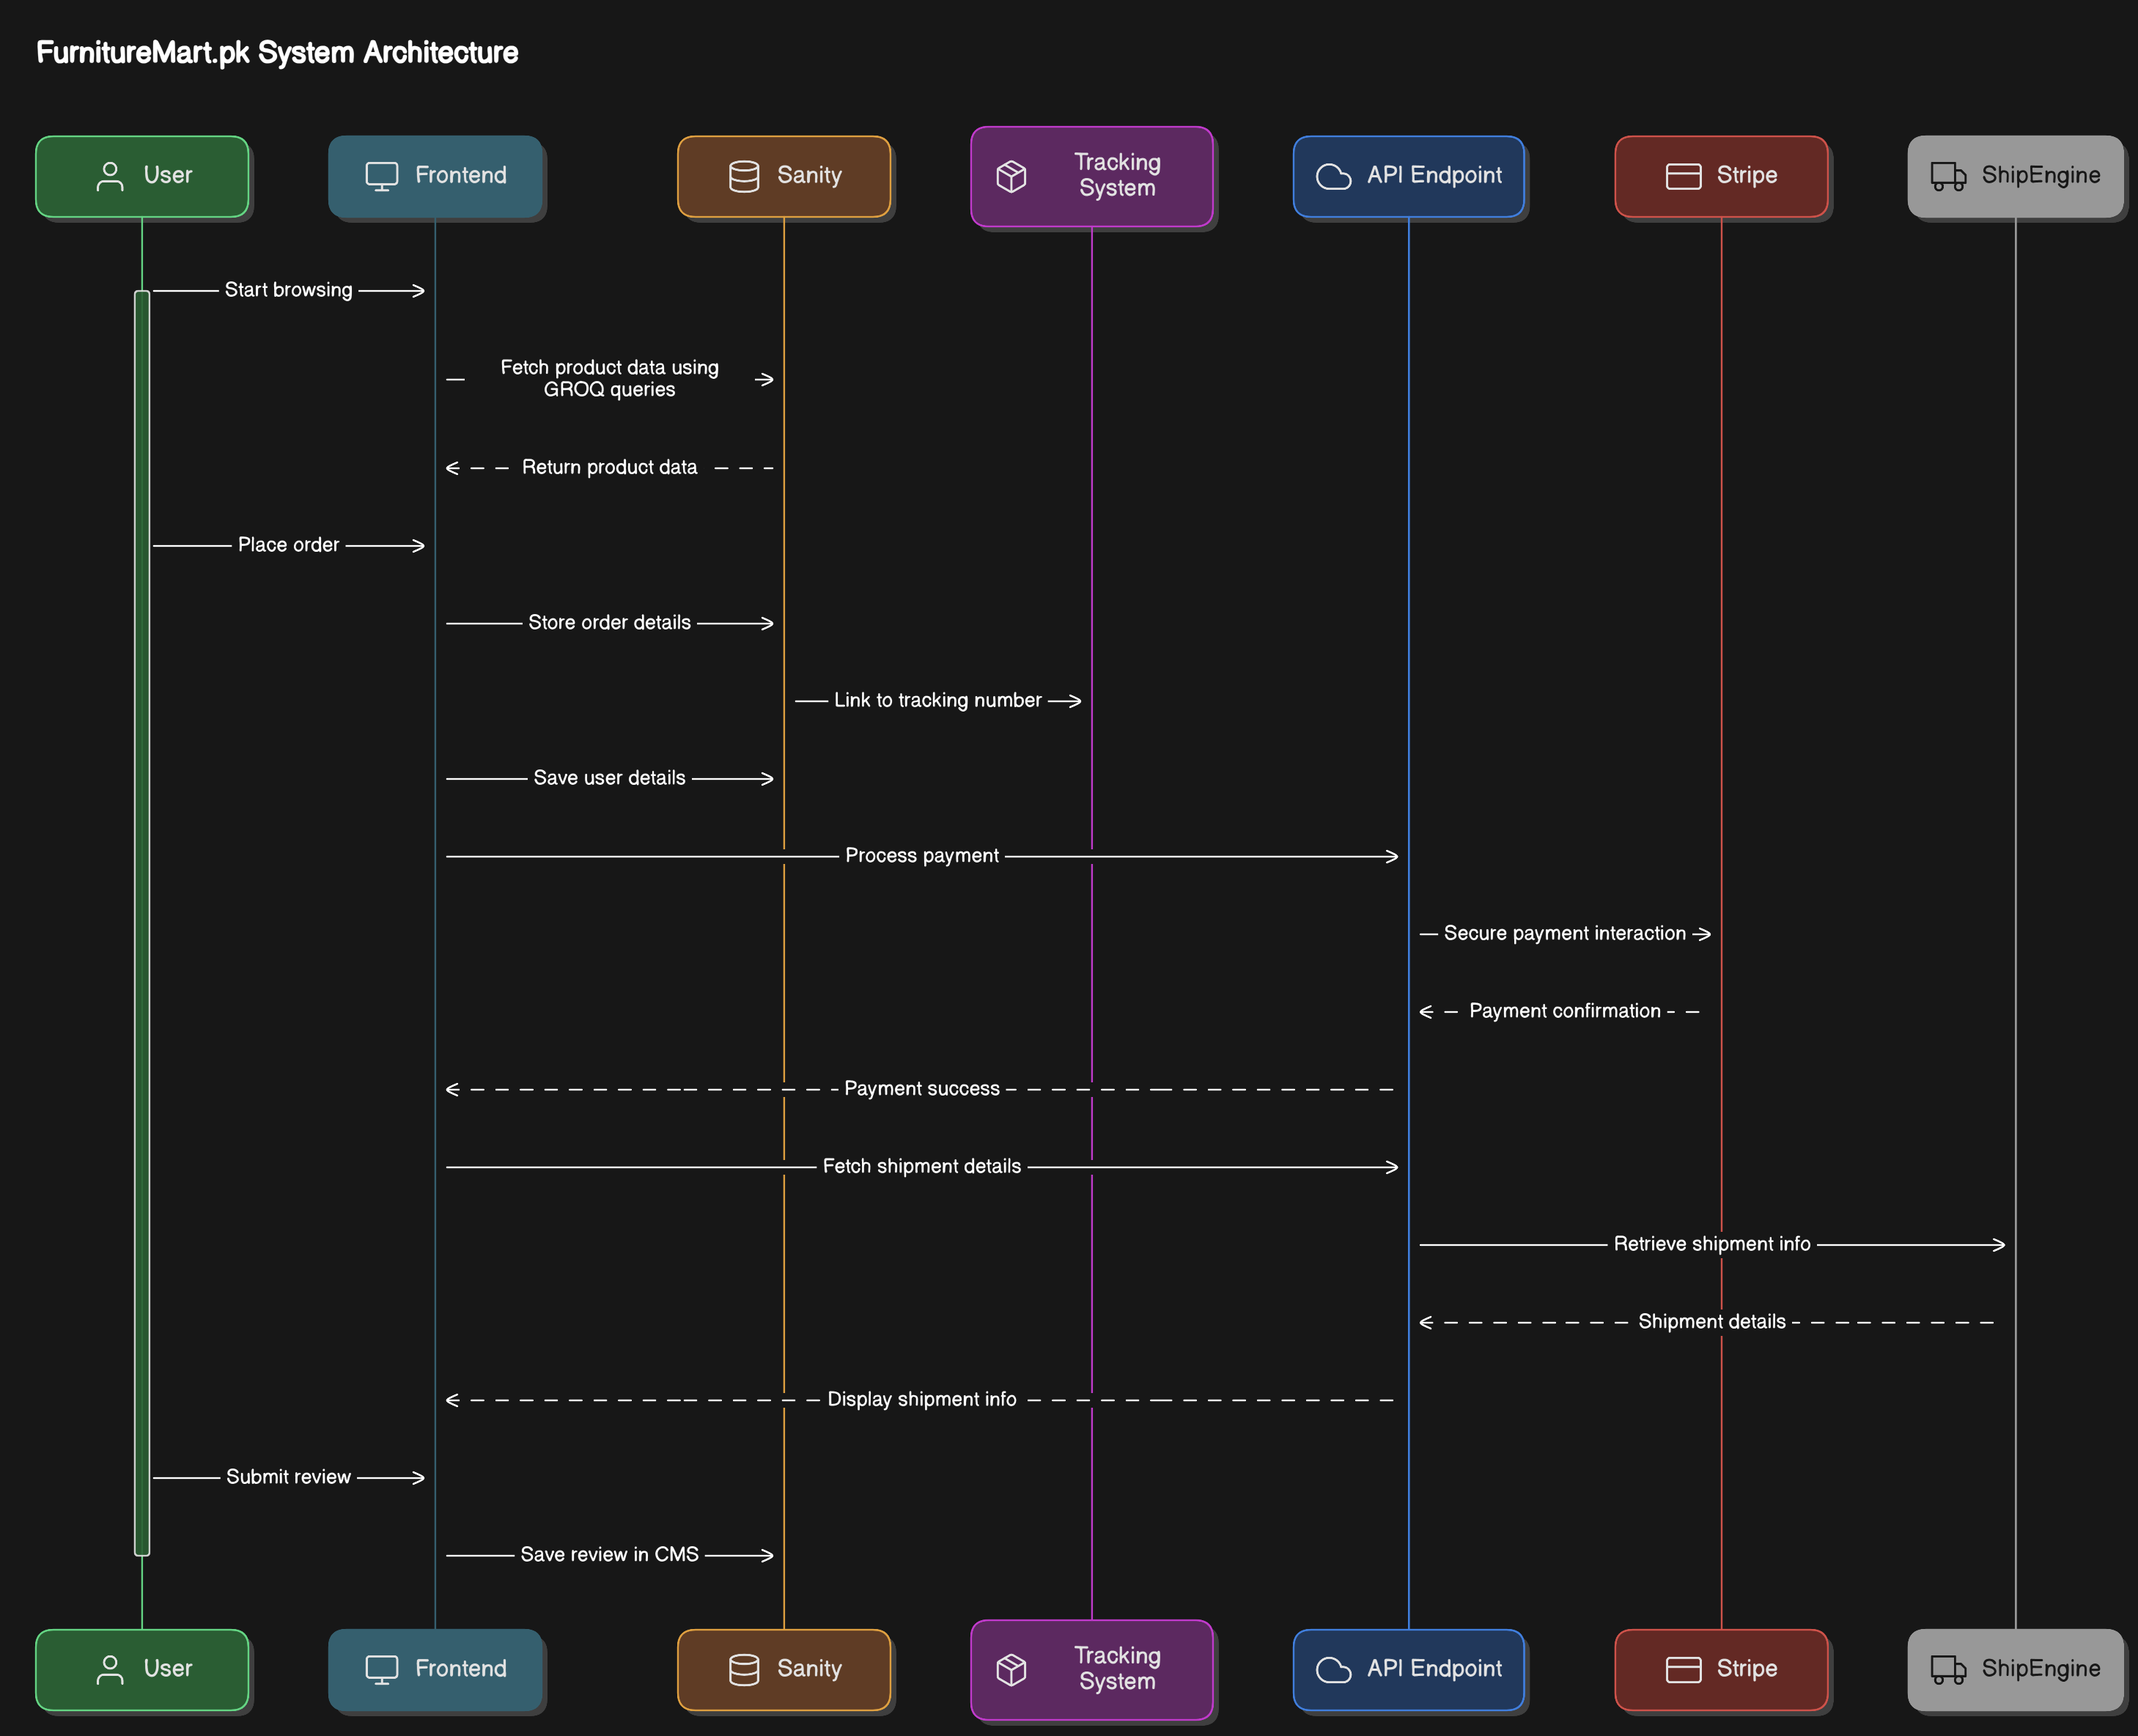 FurnitureMart.pk System Architecture
User
Frontend
Sanity
Tracking
System
API Endpoint
Stripe
ShipEngine
Start browsing
Fetch product data using
GROQ queries
Return product data
Place order
Store order details
Link to tracking number
Save user details
Process payment
Secure payment interaction
Payment confirmation
Payment success
Fetch shipment details
Retrieve shipment info
Shipment details
Display shipment info
Submit review
Save review in CMS
User
Frontend
Sanity
Tracking
System
API Endpoint
Stripe
ShipEngine